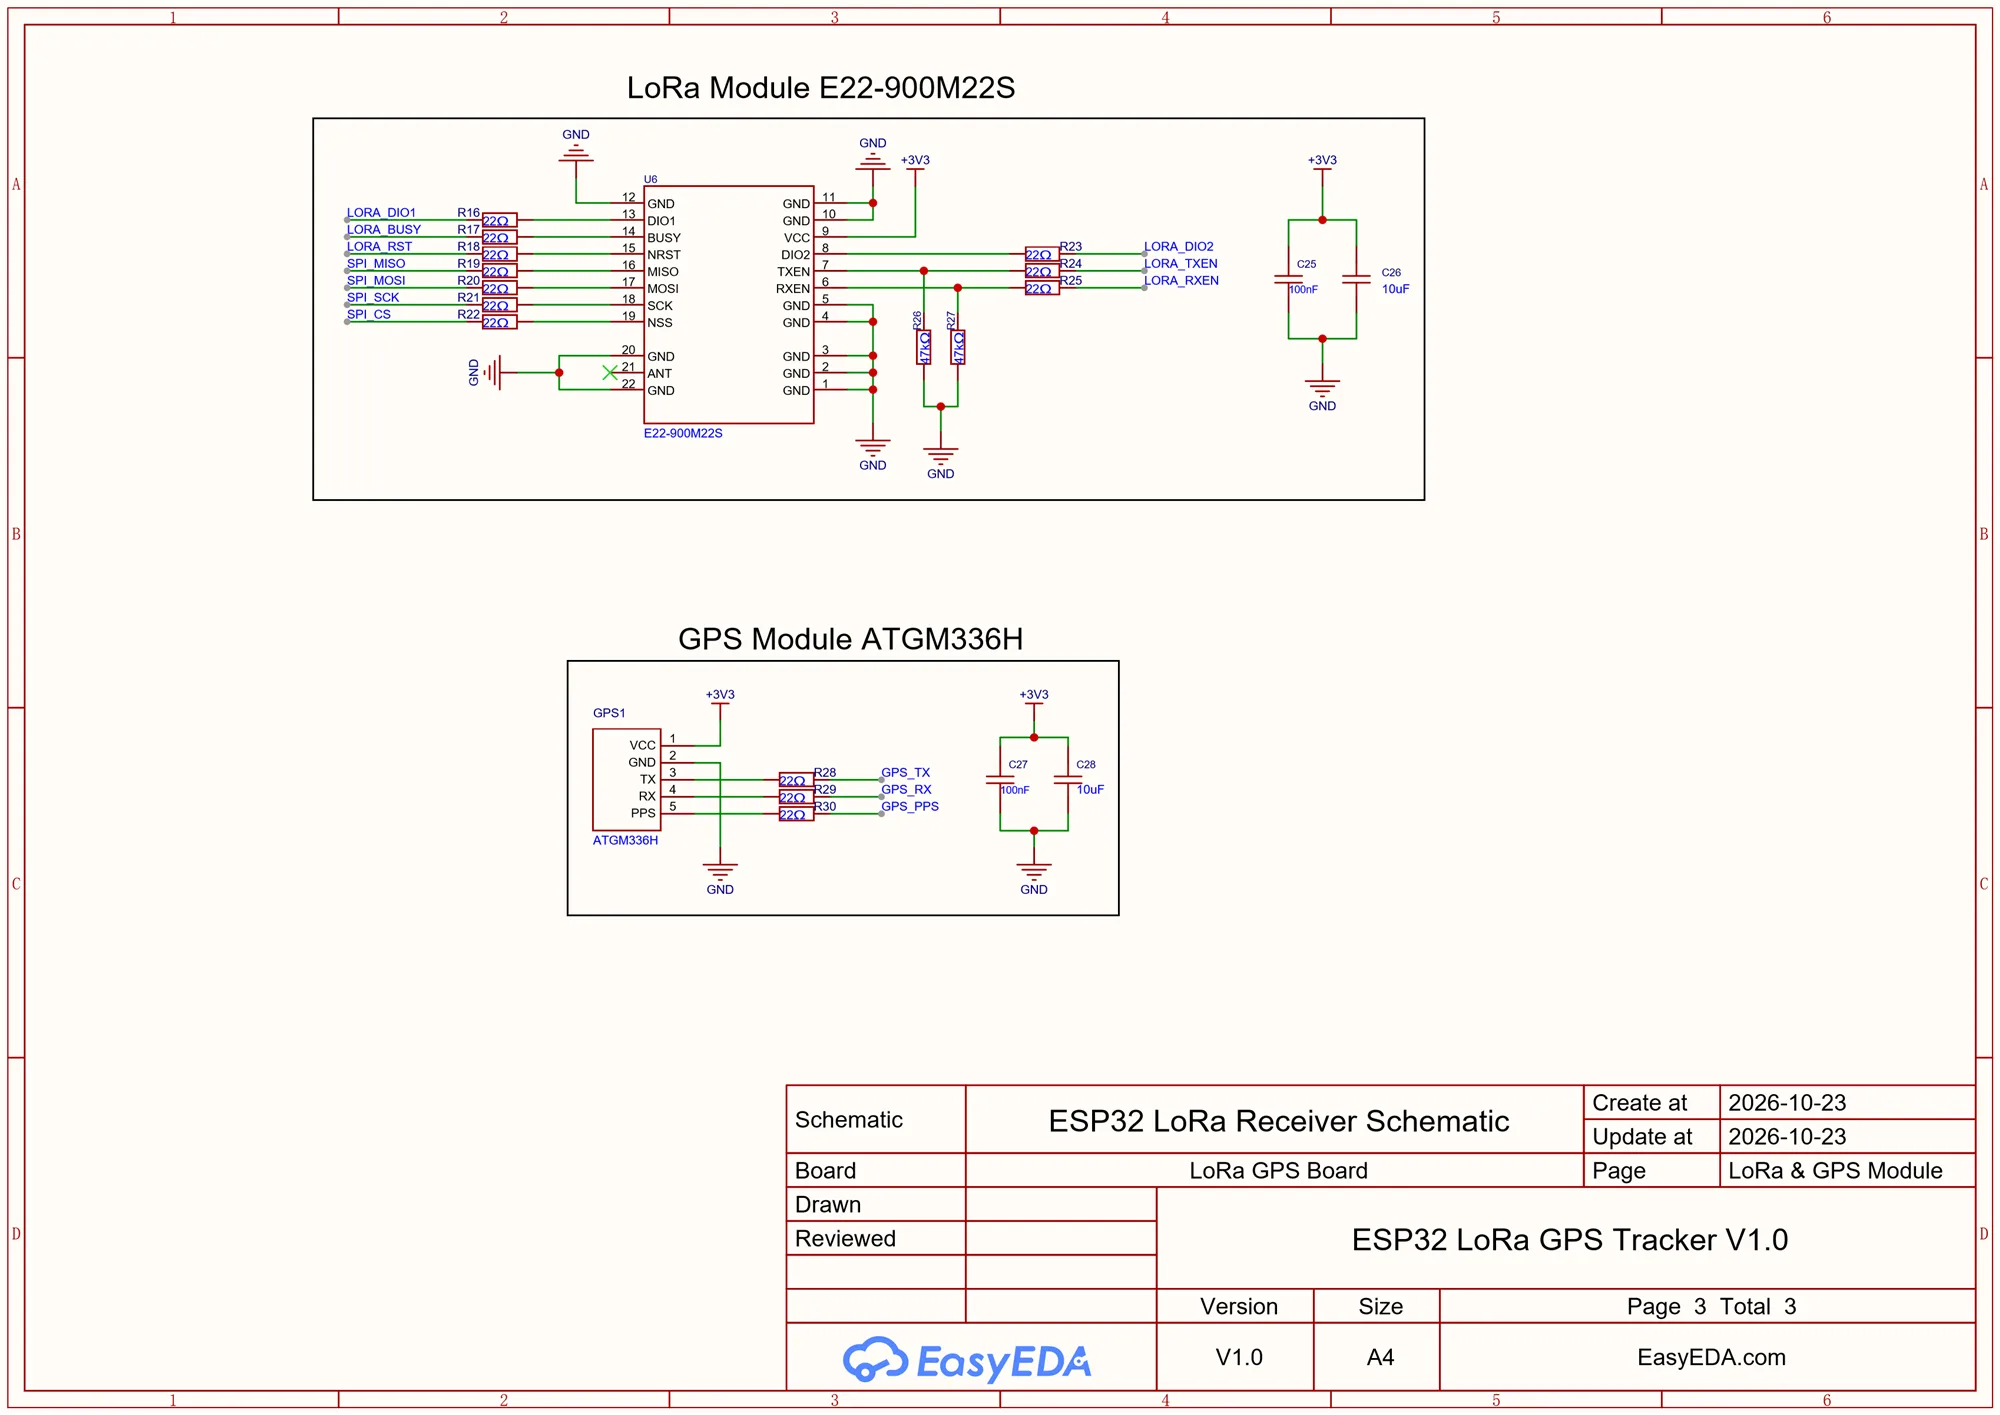 1 2 3 4 5 6
LoRa Module E22-900M22S
GND
GND
+3V3
+3V3
A
A
U6
12 GND
13 DIO1
14 BUSY
15 NRST
16 MISO
17 MOSI
18 SCK
19 NSS
20 GND
21 ANT
22 GND
GND 11
GND 10
VCC 9
DIO2 8
TXEN 7
RXEN 6
GND 5
GND 4
GND 3
GND 2
GND 1
E22-900M22S
LORA_DIO1 R16 22Ω
LORA_BUSY R17 22Ω
LORA_RST R18 22Ω
SPI_MISO R19 22Ω
SPI_MOSI R20 22Ω
SPI_SCK R21 22Ω
SPI_CS R22 22Ω
GND
22Ω R23 LORA_DIO2
22Ω R24 LORA_TXEN
22Ω R25 LORA_RXEN
R26 47kΩ
R27 47kΩ
GND
GND
C25
100nF
C26
10uF
GND
B
B
GPS Module ATGM336H
+3V3
+3V3
GPS1
VCC 1
GND 2
TX 3
RX 4
PPS 5
ATGM336H
22Ω R28 GPS_TX
22Ω R29 GPS_RX
22Ω R30 GPS_PPS
GND
C27
100nF
C28
10uF
GND
C
C
Schematic
ESP32 LoRa Receiver Schematic
Create at 2026-10-23
Update at 2026-10-23
Board
LoRa GPS Board
Page LoRa & GPS Module
Drawn
Reviewed
ESP32 LoRa GPS Tracker V1.0
D
D
Version Size Page 3 Total 3
EasyEDA
V1.0 A4 EasyEDA.com
1 2 3 4 5 6